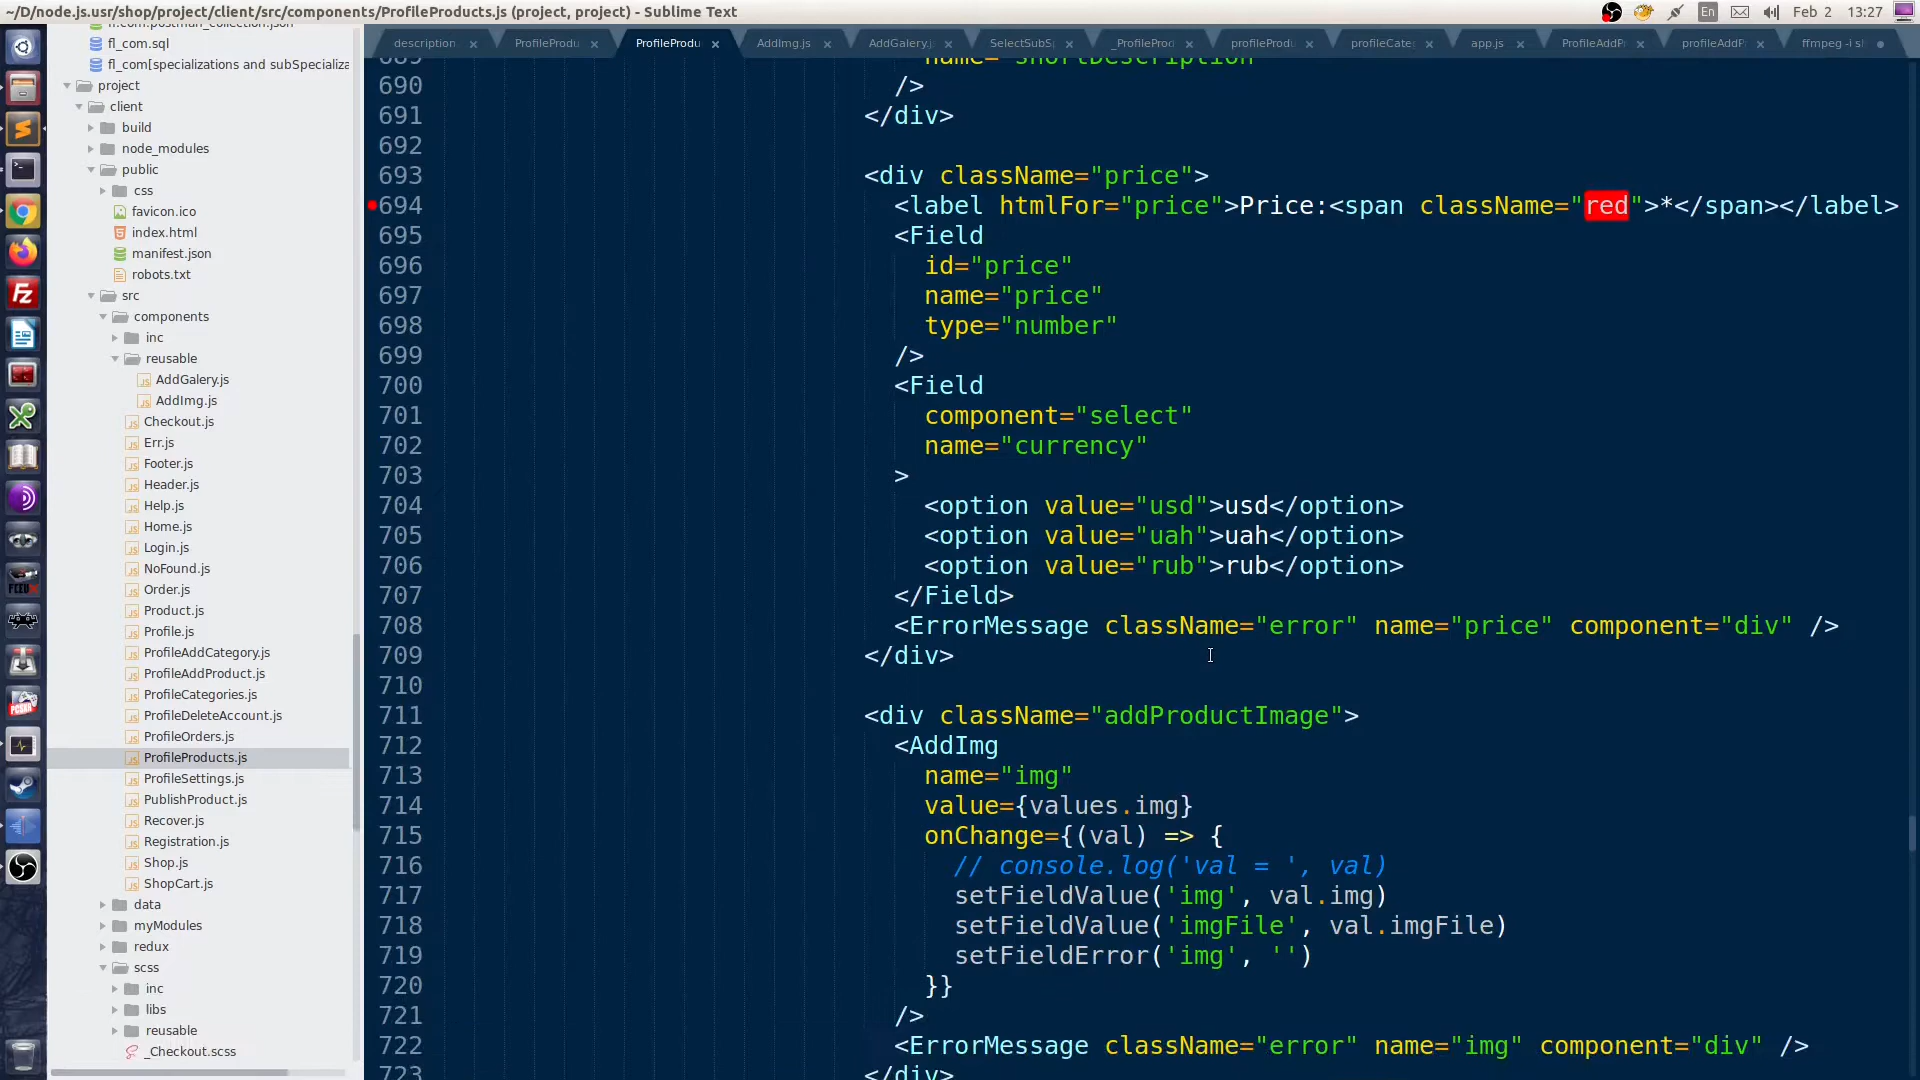 ~/D/node.js.usr/shop/project/client/src/components/ProfileProducts.js (project, project) - Sublime Text
En
Feb 2
13:27
fl_com.sql
fl_com[specializations and subSpecializa
project
client
build
node_modules
public
css
favicon.ico
index.html
manifest.json
robots.txt
src
components
inc
reusable
AddGalery.js
AddImg.js
Checkout.js
Err.js
Footer.js
Header.js
Help.js
Home.js
Login.js
NoFound.js
Order.js
Product.js
Profile.js
ProfileAddCategory.js
ProfileAddProduct.js
ProfileCategories.js
ProfileDeleteAccount.js
ProfileOrders.js
ProfileProducts.js
ProfileSettings.js
PublishProduct.js
Recover.js
Registration.js
Shop.js
ShopCart.js
data
myModules
redux
scss
inc
libs
reusable
_Checkout.scss
description
ProfileProdu
ProfileProdu
AddImg.js
AddGalery.j
SelectSubS
_ProfileProd
profileProdu
profileCate
app.js
ProfileAddP
profileAddP
ffmpeg -i s
690 />
691 </div>
692
693 <div className="price">
694 <label htmlFor="price">Price:<span className="red">*</span></label>
695 <Field
696 id="price"
697 name="price"
698 type="number"
699 />
700 <Field
701 component="select"
702 name="currency"
703 >
704 <option value="usd">usd</option>
705 <option value="uah">uah</option>
706 <option value="rub">rub</option>
707 </Field>
708 <ErrorMessage className="error" name="price" component="div" />
709 </div>
710
711 <div className="addProductImage">
712 <AddImg
713 name="img"
714 value={values.img}
715 onChange={(val) => {
716 // console.log('val = ', val)
717 setFieldValue('img', val.img)
718 setFieldValue('imgFile', val.imgFile)
719 setFieldError('img', '')
720 }}
721 />
722 <ErrorMessage className="error" name="img" component="div" />
723 </div>